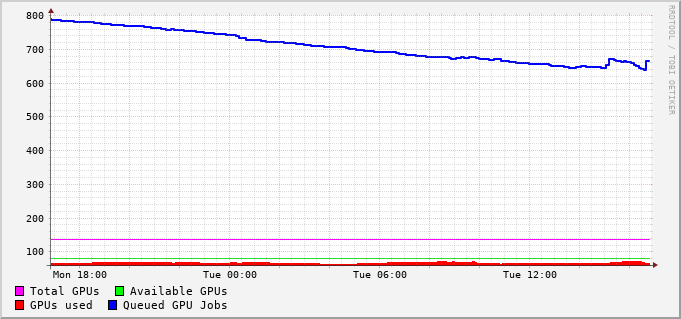 800
700
600
500
400
300
200
100
Mon 18:00 Tue 00:00 Tue 06:00 Tue 12:00
Total GPUs Available GPUs
GPUs used Queued GPU Jobs
RRDTOOL / TOBI OETIKER